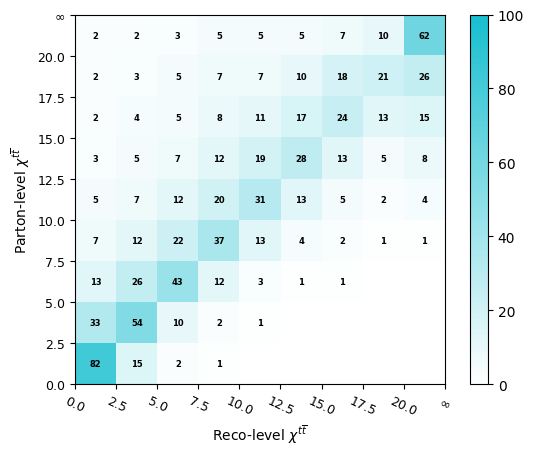 ∞ 2 2 3 5 5 5 7 10 62 100
20.0
2 3 5 7 7 10 18 21 26
17.5 80
2 4 5 8 11 17 24 13 15
15.0
3 5 7 12 19 28 13 5 8 60
12.5
5 7 12 20 31 13 5 2 4
10.0
7 12 22 37 13 4 2 1 1 40
7.5
13 26 43 12 3 1 1
5.0 20
33 54 10 2 1
2.5
82 15 2 1
0.0 0
Parton-level χ^{tt̅}
0.0 2.5 5.0 7.5 10.0 12.5 15.0 17.5 20.0 ∞
Reco-level χ^{tt̅}